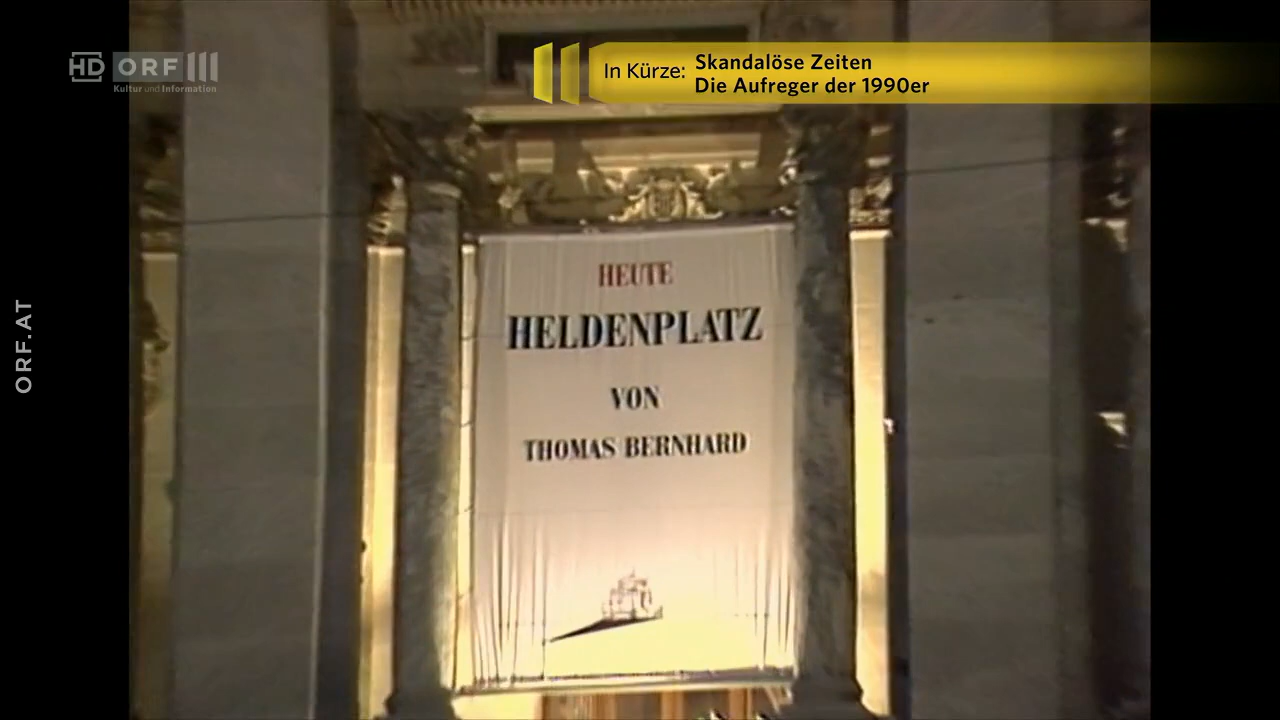 HD ORF III
Kultur und Information
In Kürze:
Skandalöse Zeiten
Die Aufreger der 1990er
ORF.AT
HEUTE
HELDENPLATZ
VON
THOMAS BERNHARD